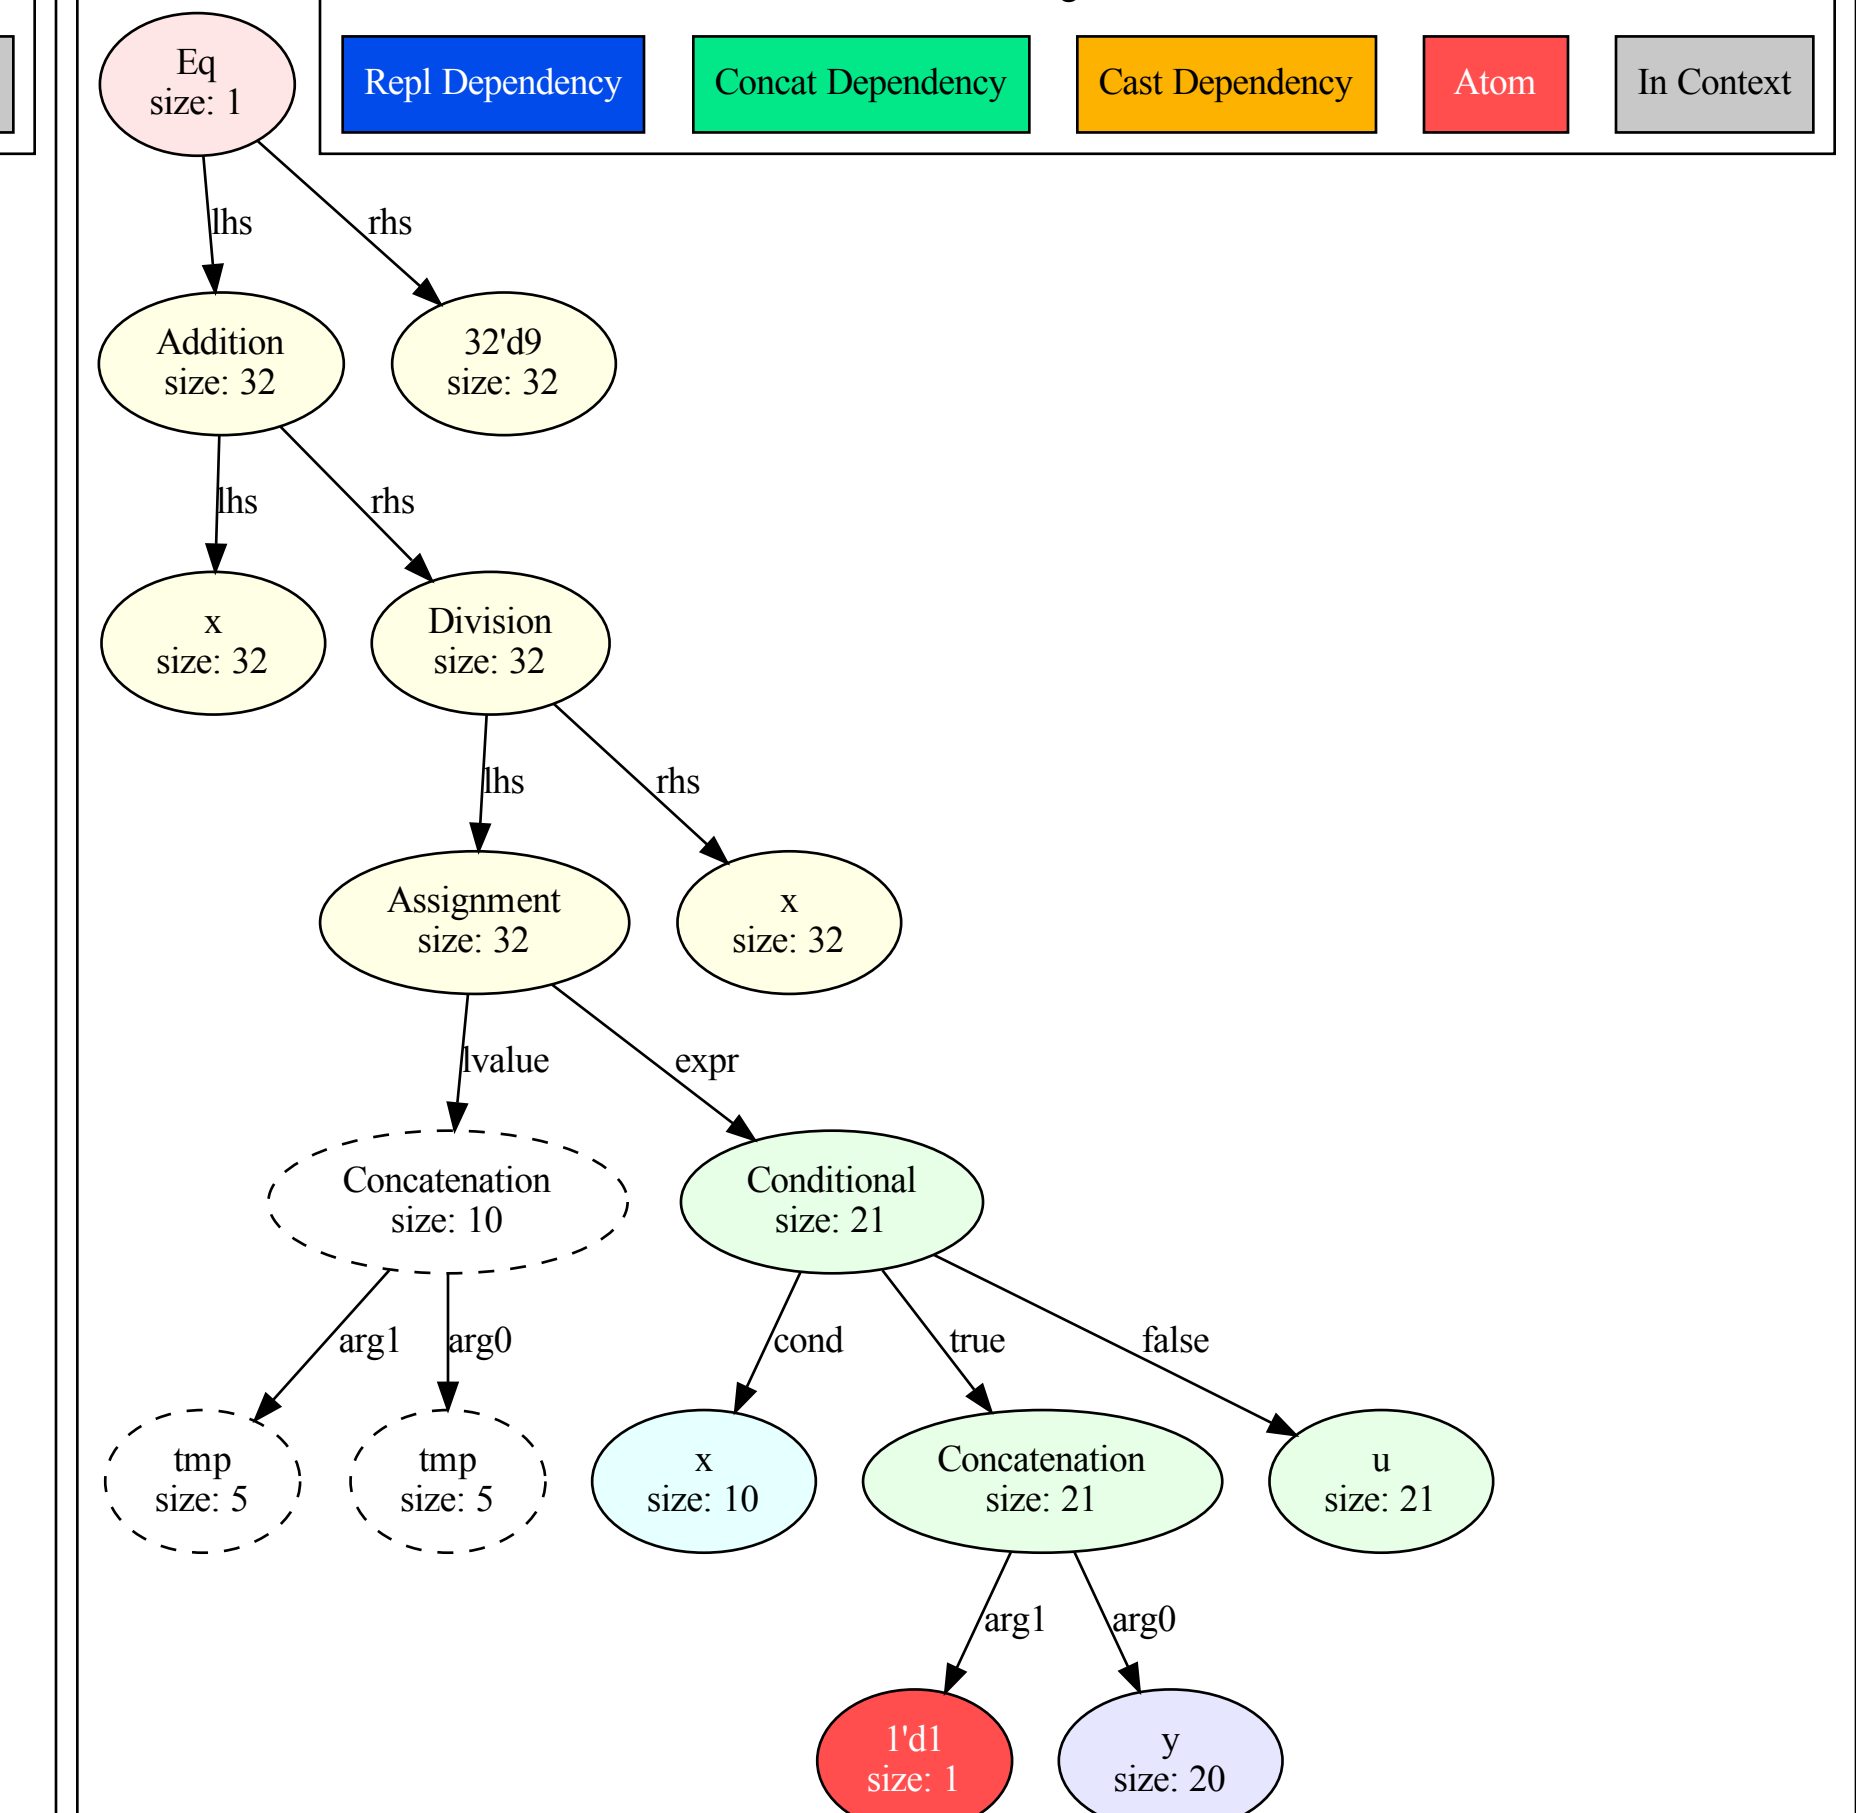 Eq
size: 1
Repl Dependency
Concat Dependency
Cast Dependency
Atom
In Context
lhs
rhs
Addition
size: 32
32'd9
size: 32
lhs
rhs
x
size: 32
Division
size: 32
lhs
rhs
Assignment
size: 32
x
size: 32
lvalue
expr
Concatenation
size: 10
Conditional
size: 21
arg1
arg0
cond
true
false
tmp
size: 5
tmp
size: 5
x
size: 10
Concatenation
size: 21
u
size: 21
arg1
arg0
1'd1
size: 1
y
size: 20